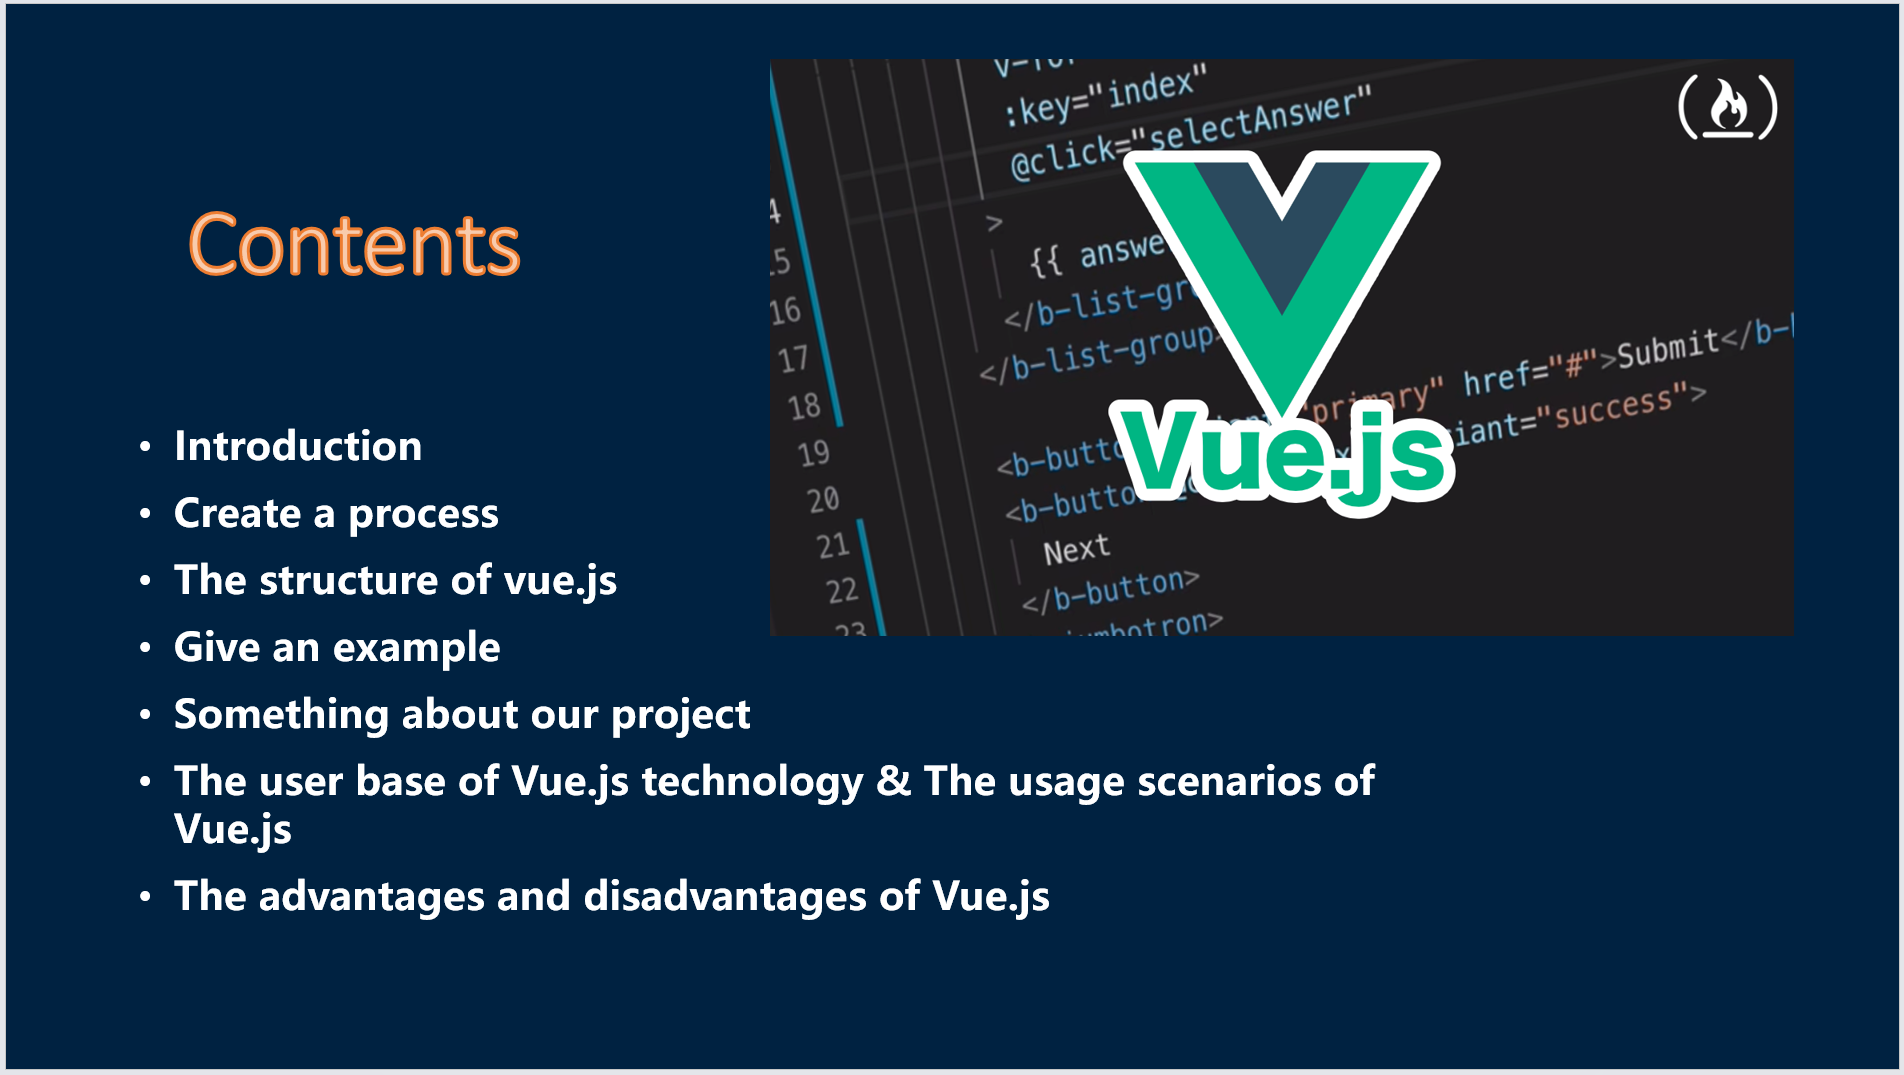 Contents
• Introduction
• Create a process
• The structure of vue.js
• Give an example
• Something about our project
• The user base of Vue.js technology & The usage scenarios of
Vue.js
• The advantages and disadvantages of Vue.js
:key="index"
@click="selectAnswer"
>
{{
16
</b-list-gr
17
</b-list-group>
18
"primary" href="#">Submit</b-
19
<b-butto iant="success">
20
<b-butto
21
Next
22
</b-button>
23
Vue.js